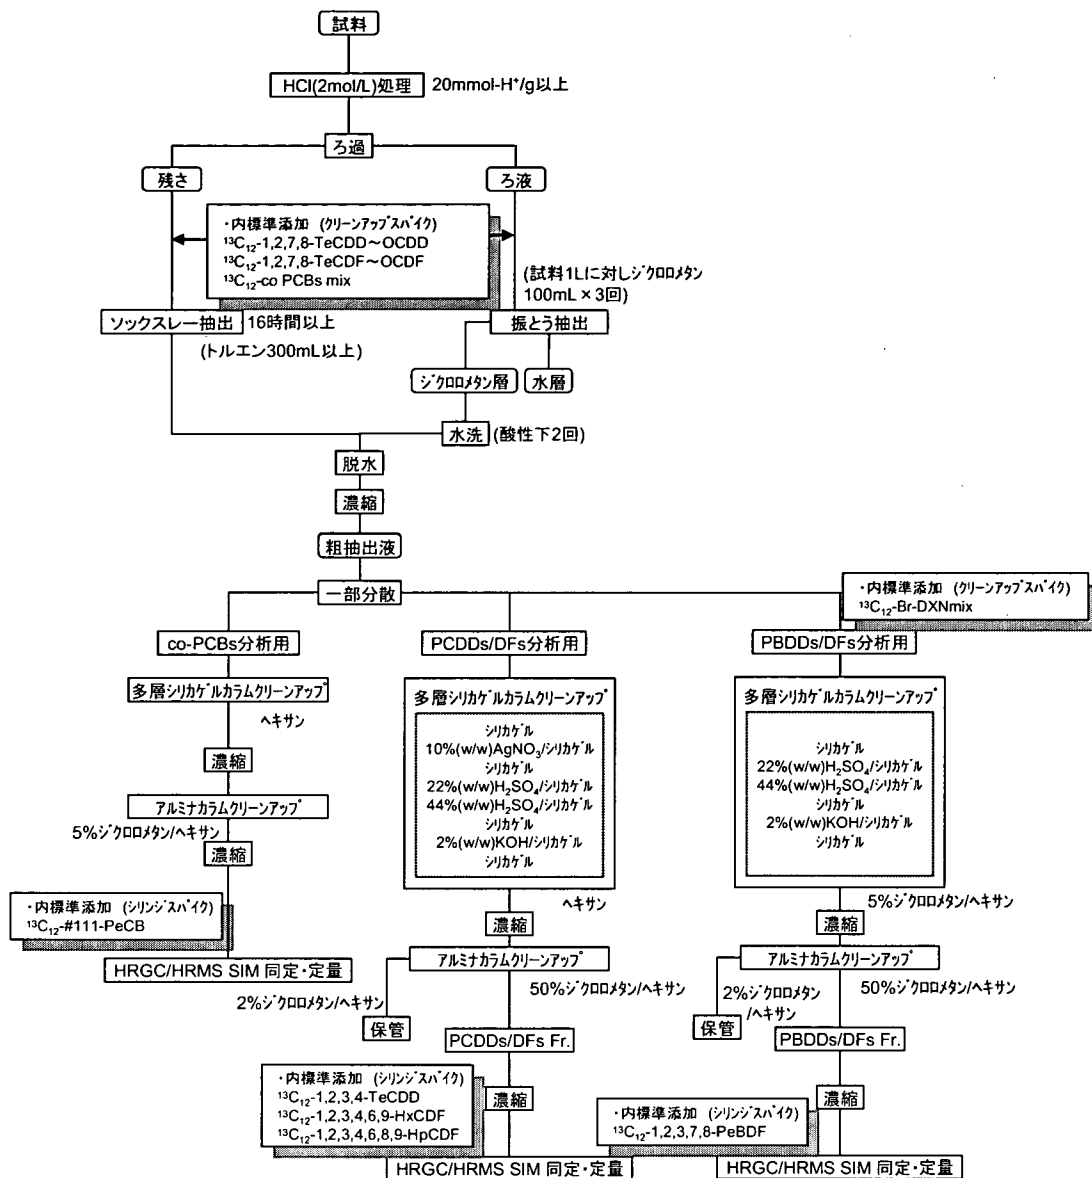 試料
HCl(2mol/L)処理 20mmol-H⁺/g以上
ろ過
残さ
ろ液
・内標準添加 (クリーンアップスパイク)
¹³C₁₂-1,2,7,8-TeCDD～OCDD
¹³C₁₂-1,2,7,8-TeCDF～OCDF
¹³C₁₂-co PCBs mix
(試料1Lに対しジクロロメタン
100mL×3回)
ソックスレー抽出 16時間以上
(トルエン300mL以上)
振とう抽出
ジクロロメタン層
水層
水洗 (酸性下2回)
脱水
濃縮
粗抽出液
一部分散
・内標準添加 (クリーンアップスパイク)
¹³C₁₂-Br-DXNmix
co-PCBs分析用
多層シリカゲルカラムクリーンアップ
ヘキサン
濃縮
アルミナカラムクリーンアップ
5%ジクロロメタン/ヘキサン
濃縮
・内標準添加 (シリンジスパイク)
¹³C₁₂-#111-PeCB
HRGC/HRMS SIM 同定・定量
PCDDs/DFs分析用
多層シリカゲルカラムクリーンアップ
シリカゲル
10%(w/w)AgNO₃/シリカゲル
シリカゲル
22%(w/w)H₂SO₄/シリカゲル
44%(w/w)H₂SO₄/シリカゲル
シリカゲル
2%(w/w)KOH/シリカゲル
シリカゲル
ヘキサン
濃縮
アルミナカラムクリーンアップ
2%ジクロロメタン/ヘキサン
50%ジクロロメタン/ヘキサン
保管
PCDDs/DFs Fr.
・内標準添加 (シリンジスパイク)
¹³C₁₂-1,2,3,4-TeCDD
¹³C₁₂-1,2,3,4,6,9-HxCDF
¹³C₁₂-1,2,3,4,6,8,9-HpCDF
濃縮
HRGC/HRMS SIM 同定・定量
PBDDs/DFs分析用
多層シリカゲルカラムクリーンアップ
シリカゲル
22%(w/w)H₂SO₄/シリカゲル
44%(w/w)H₂SO₄/シリカゲル
シリカゲル
2%(w/w)KOH/シリカゲル
シリカゲル
5%ジクロロメタン/ヘキサン
濃縮
アルミナカラムクリーンアップ
2%ジクロロメタン
/ヘキサン
50%ジクロロメタン/ヘキサン
保管
PBDDs/DFs Fr.
濃縮
・内標準添加 (シリンジスパイク)
¹³C₁₂-1,2,3,7,8-PeBDF
HRGC/HRMS SIM 同定・定量